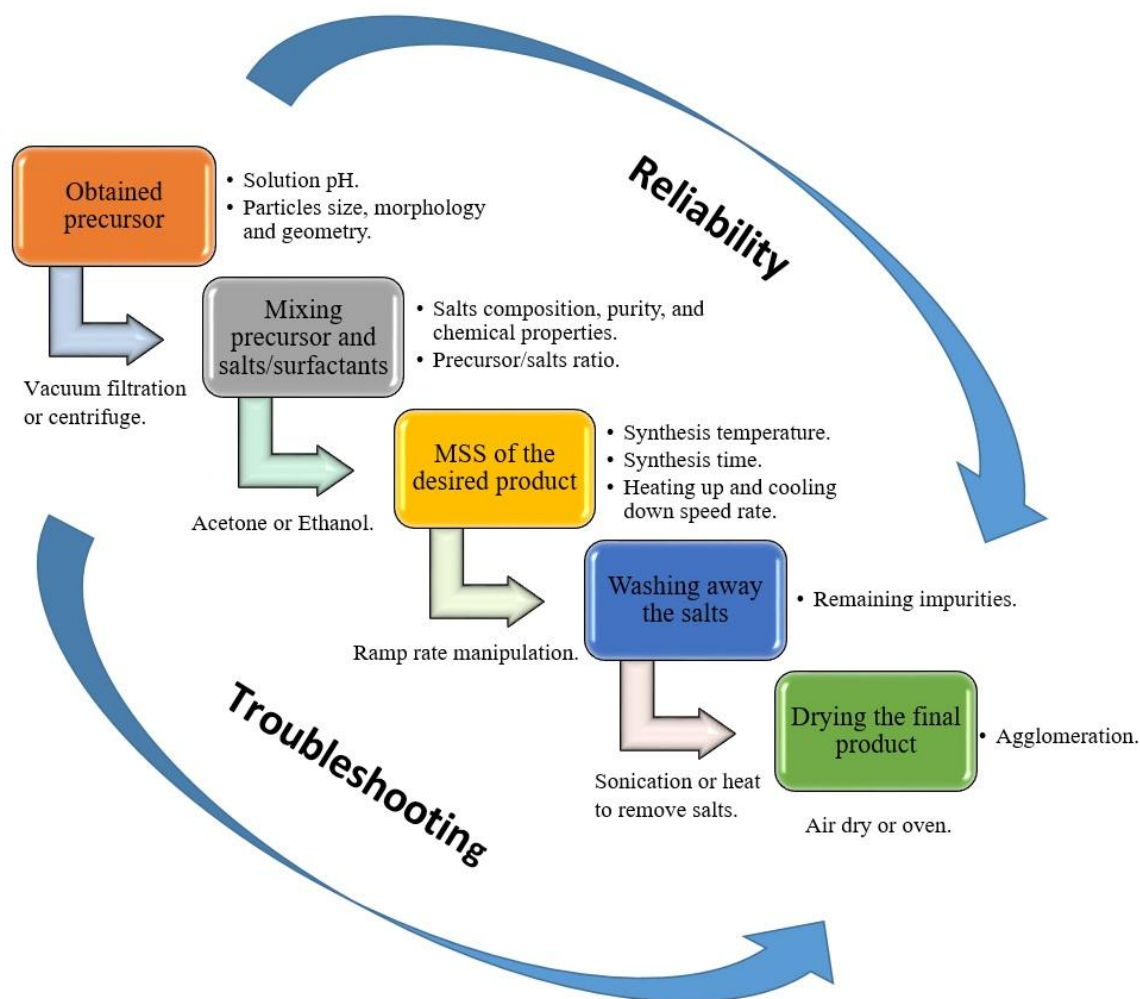 Reliability
Obtained
precursor
• Solution pH.
• Particles size, morphology
and geometry.
Vacuum filtration
or centrifuge.
Mixing
precursor and
salts/surfactants
• Salts composition, purity, and
chemical properties.
• Precursor/salts ratio.
Acetone or Ethanol.
MSS of the
desired product
• Synthesis temperature.
• Synthesis time.
• Heating up and cooling
down speed rate.
Ramp rate manipulation.
Washing away
the salts
• Remaining impurities.
Sonication or heat
to remove salts.
Drying the final
product
• Agglomeration.
Air dry or oven.
Troubleshooting